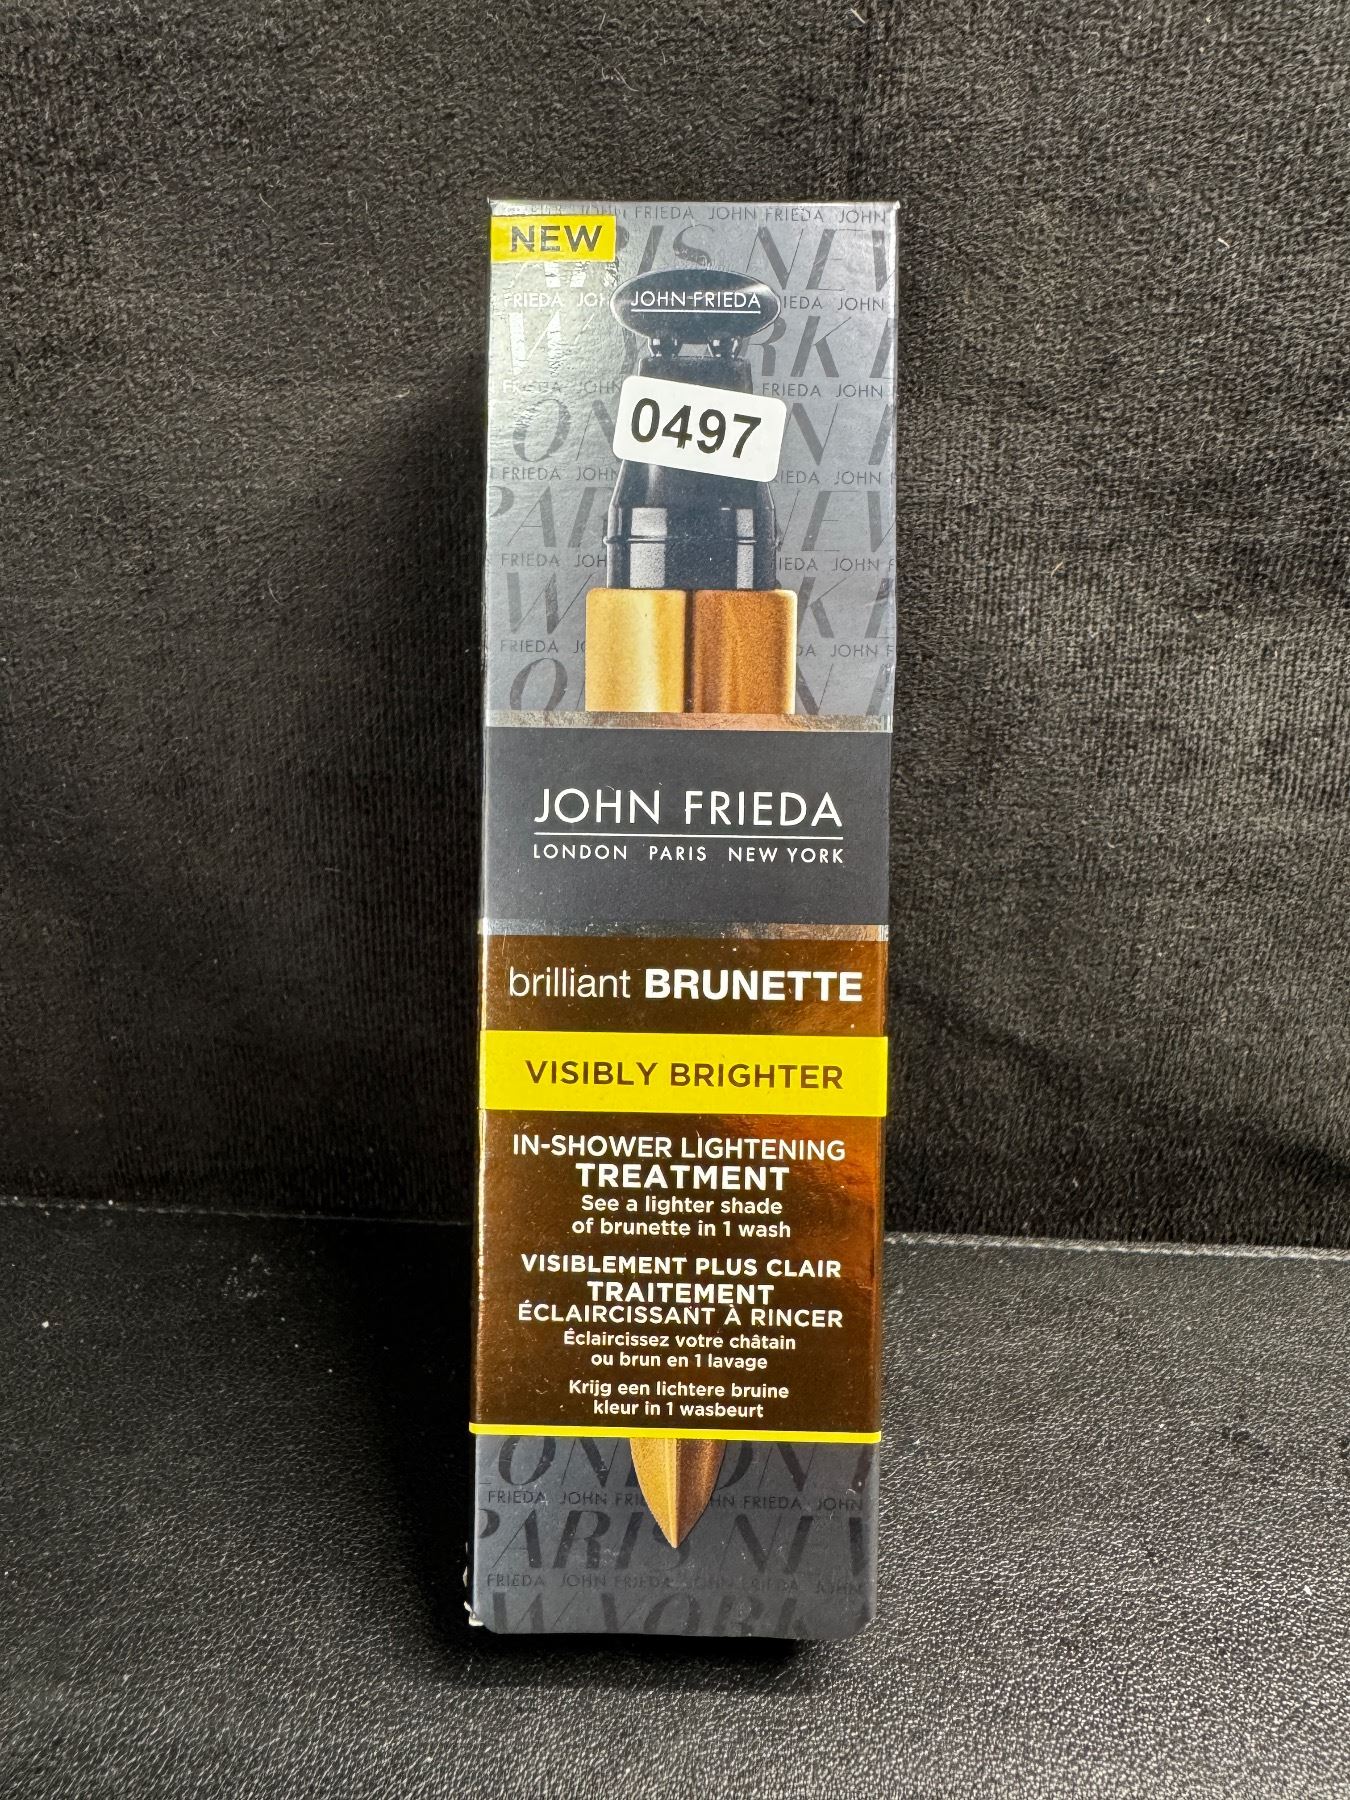 NEW
JOHN FRIEDA
0497
JOHN FRIEDA
LONDON PARIS NEW YORK
brilliant BRUNETTE
VISIBLY BRIGHTER
IN-SHOWER LIGHTENING
TREATMENT
See a lighter shade
of brunette in 1 wash
VISIBLEMENT PLUS CLAIR
TRAITEMENT
ÉCLAIRCISSANT À RINCER
Éclaircissez votre châtain
ou brun en 1 lavage
Krijg een lichtere bruine
kleur in 1 wasbeurt